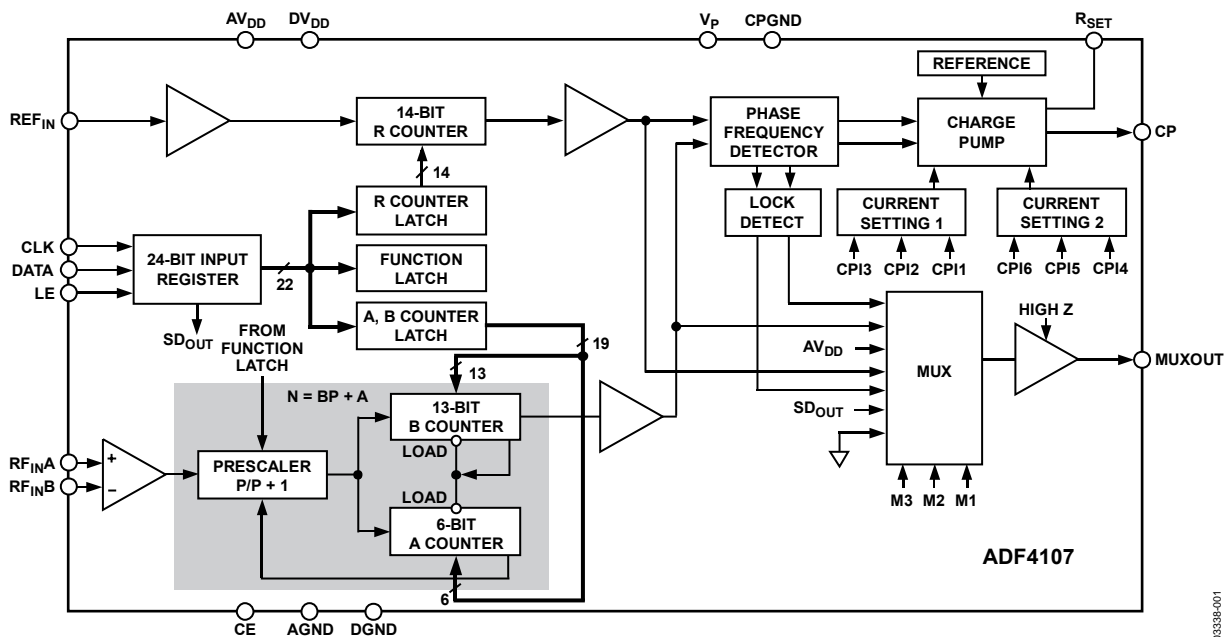 AVDD DVDD VP CPGND RSET
REFERENCE
REFIN
14-BIT
R COUNTER
PHASE
FREQUENCY
DETECTOR
CHARGE
PUMP
CP
14
R COUNTER
LATCH
LOCK
DETECT
CURRENT
SETTING 1
CURRENT
SETTING 2
CPI3 CPI2 CPI1 CPI6 CPI5 CPI4
CLK
DATA
LE
24-BIT INPUT
REGISTER
22
FUNCTION
LATCH
SDOUT
A, B COUNTER
LATCH
19
FROM
FUNCTION
LATCH
13
HIGH Z
AVDD
MUX
MUXOUT
SDOUT
N = BP + A
13-BIT
B COUNTER
LOAD
RFINA
RFINB
+
–
PRESCALER
P/P + 1
LOAD
6-BIT
A COUNTER
6
M3 M2 M1
ADF4107
CE AGND DGND
03338-001